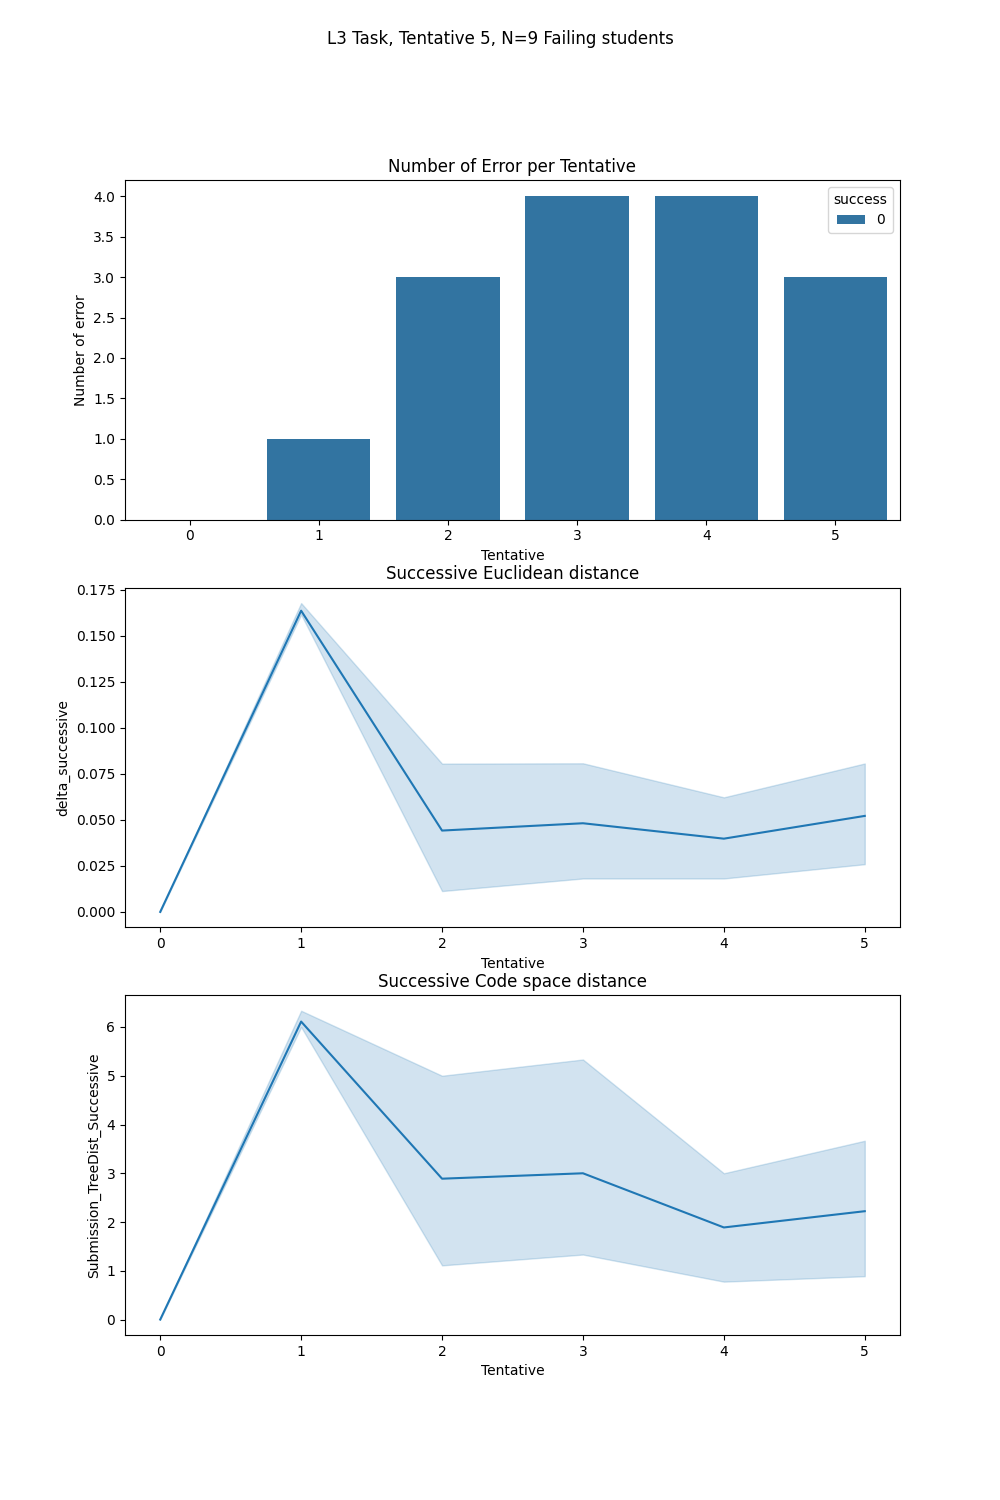 L3 Task, Tentative 5, N=9 Failing students
Number of Error per Tentative
success
0
Number of error
4.0
3.5
3.0
2.5
2.0
1.5
1.0
0.5
0.0
0 1 2 3 4 5
Tentative
Successive Euclidean distance
delta_successive
0.175
0.150
0.125
0.100
0.075
0.050
0.025
0.000
0 1 2 3 4 5
Tentative
Successive Code space distance
Submission_TreeDist_Successive
6
5
4
3
2
1
0
0 1 2 3 4 5
Tentative